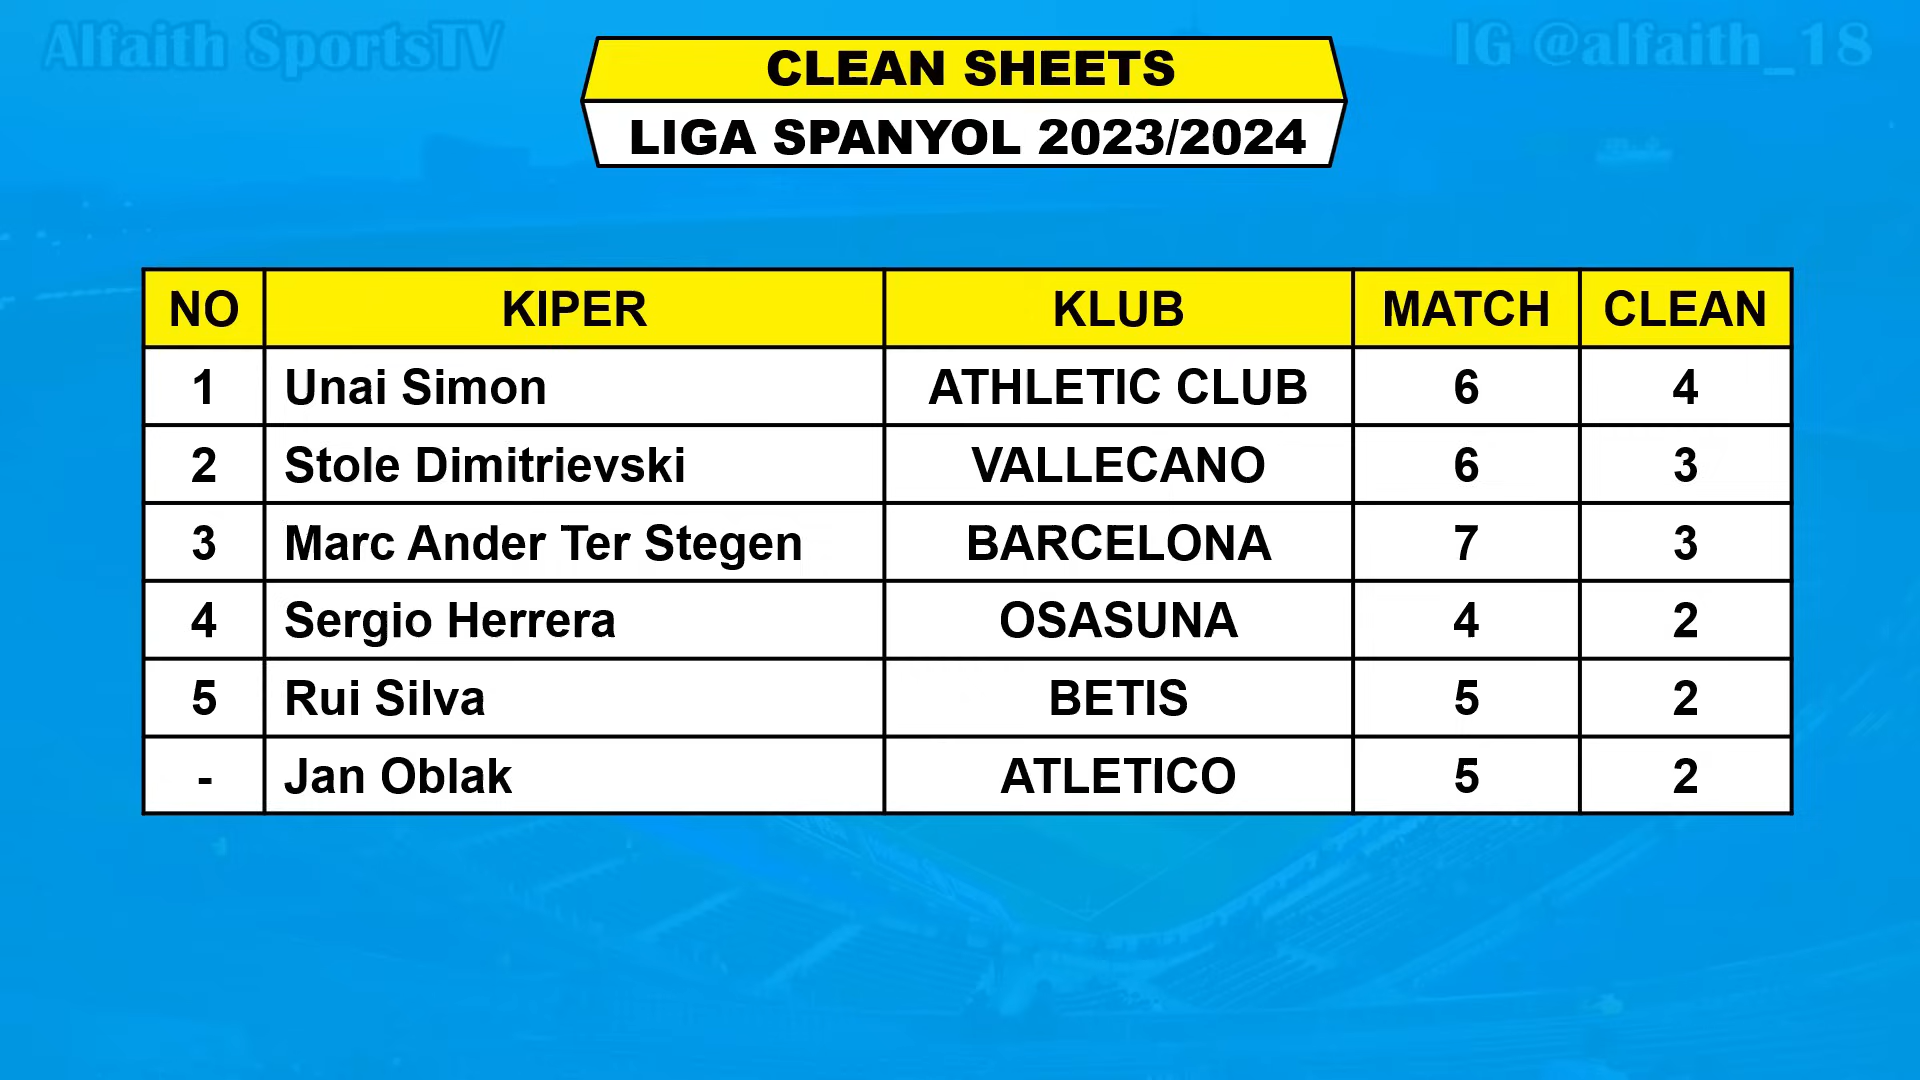 Alfaith SportsTV
IG @alfaith_18
CLEAN SHEETS
LIGA SPANYOL 2023/2024
NO KIPER KLUB MATCH CLEAN
1 Unai Simon ATHLETIC CLUB 6 4
2 Stole Dimitrievski VALLECANO 6 3
3 Marc Ander Ter Stegen BARCELONA 7 3
4 Sergio Herrera OSASUNA 4 2
5 Rui Silva BETIS 5 2
- Jan Oblak ATLETICO 5 2